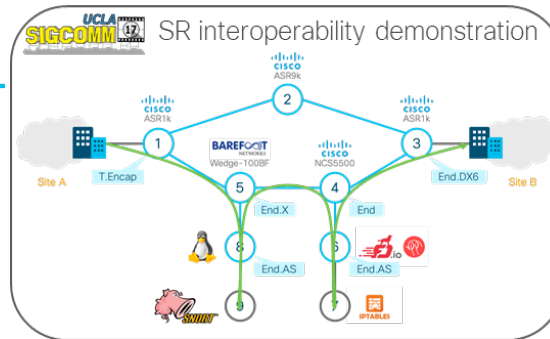 UCLA
SIGCOMM 17
SR interoperability demonstration
CISCO
ASR9k
2
CISCO
ASR1k
CISCO
ASR1k
1
3
BAREFOOT
NETWORKS
Wedge-100BF
CISCO
NCS5500
Site A
T.Encap
End.DX6
Site B
5
4
End.X
End
8
6
.io
End.AS
End.AS
SNORT
9
7
IPTABLES